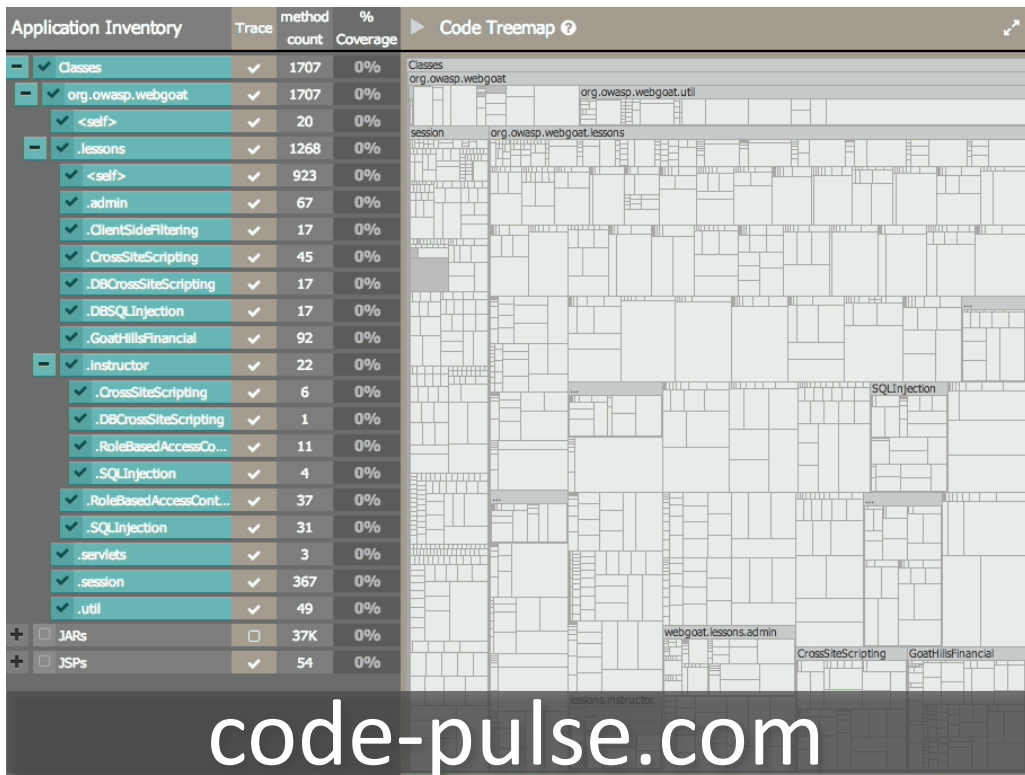 Application Inventory Trace method count % Coverage
Classes 1707 0%
org.owasp.webgoat 1707 0%
<self> 20 0%
.lessons 1268 0%
<self> 923 0%
.admin 67 0%
.ClientSideFiltering 17 0%
.CrossSiteScripting 45 0%
.DBCrossSiteScripting 17 0%
.DBSQLInjection 17 0%
.GoatHillsFinancial 92 0%
.instructor 22 0%
.CrossSiteScripting 6 0%
.DBCrossSiteScripting 1 0%
.RoleBasedAccessCo... 11 0%
.SQLInjection 4 0%
.RoleBasedAccessCont... 37 0%
.SQLInjection 31 0%
.servlets 3 0%
.session 367 0%
.util 49 0%
JARs 37K 0%
JSPs 54 0%
Code Treemap ?
Classes
org.owasp.webgoat
org.owasp.webgoat.util
session org.owasp.webgoat.lessons
...
... SQLInjection
... ...
webgoat.lessons.admin
CrossSiteScripting GoatHillsFinancial
lessons.instructor
...
code-pulse.com